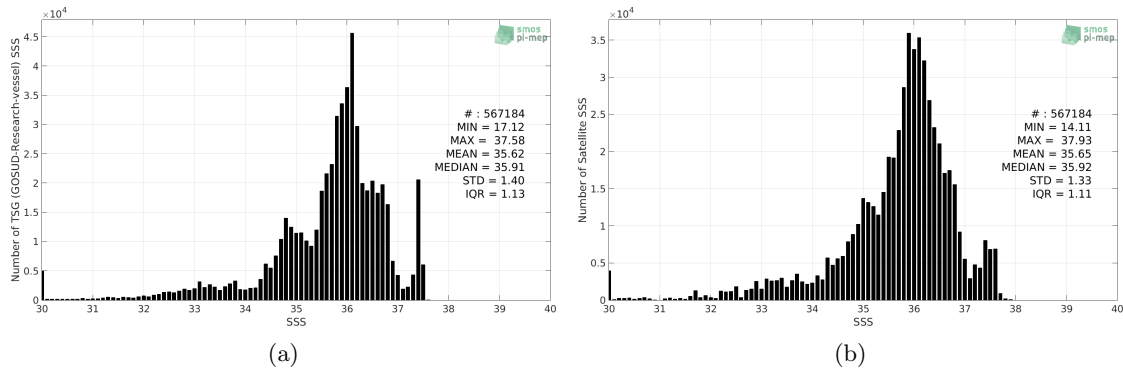 ×10⁴
smos
pi-mep
4.5
4
3.5
3
2.5
2
1.5
1
0.5
0
Number of TSG (GOSUD-Research-vessel) SSS
# : 567184
MIN = 17.12
MAX = 37.58
MEAN = 35.62
MEDIAN = 35.91
STD = 1.40
IQR = 1.13
30 31 32 33 34 35 36 37 38 39 40
SSS
(a)
×10⁴
smos
pi-mep
3.5
3
2.5
2
1.5
1
0.5
0
Number of Satellite SSS
# : 567184
MIN = 14.11
MAX = 37.93
MEAN = 35.65
MEDIAN = 35.92
STD = 1.33
IQR = 1.11
30 31 32 33 34 35 36 37 38 39 40
SSS
(b)